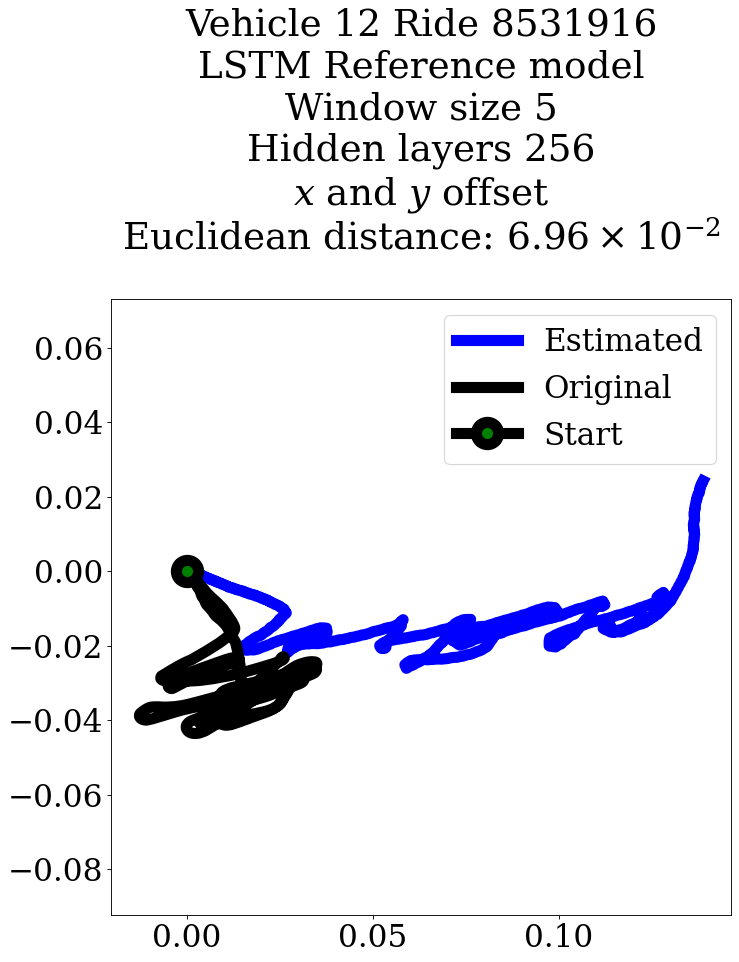 Vehicle 12 Ride 8531916
LSTM Reference model
Window size 5
Hidden layers 256
x and y offset
Euclidean distance: 6.96 × 10⁻²
Estimated
Original
Start
0.06
0.04
0.02
0.00
−0.02
−0.04
−0.06
−0.08
0.00 0.05 0.10